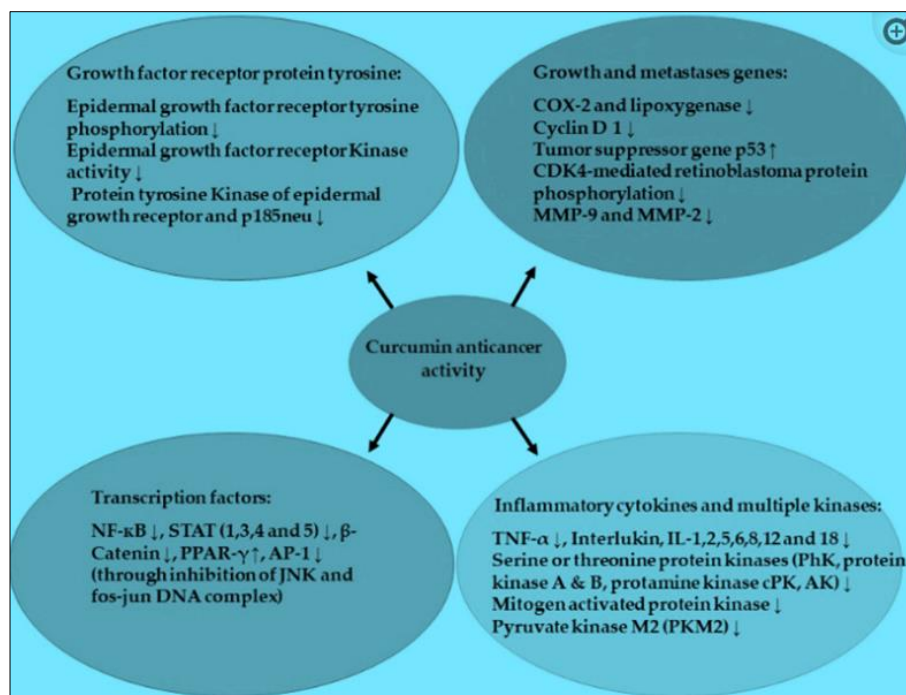 Growth factor receptor protein tyrosine:
Epidermal growth factor receptor tyrosine
phosphorylation ↓
Epidermal growth factor receptor Kinase
activity ↓
Protein tyrosine Kinase of epidermal
growth receptor and p185neu ↓
Growth and metastases genes:
COX-2 and lipoxygenase ↓
Cyclin D 1 ↓
Tumor suppressor gene p53 ↑
CDK4-mediated retinoblastoma protein
phosphorylation ↓
MMP-9 and MMP-2 ↓
Curcumin anticancer
activity
Transcription factors:
NF-κB ↓, STAT (1,3,4 and 5) ↓, β-
Catenin ↓, PPAR-γ ↑, AP-1 ↓
(through inhibition of JNK and
fos-jun DNA complex)
Inflammatory cytokines and multiple kinases:
TNF-α ↓, Interlukin, IL-1,2,5,6,8,12 and 18 ↓
Serine or threonine protein kinases (PhK, protein
kinase A & B, protamine kinase cPK, AK) ↓
Mitogen activated protein kinase ↓
Pyruvate kinase M2 (PKM2) ↓